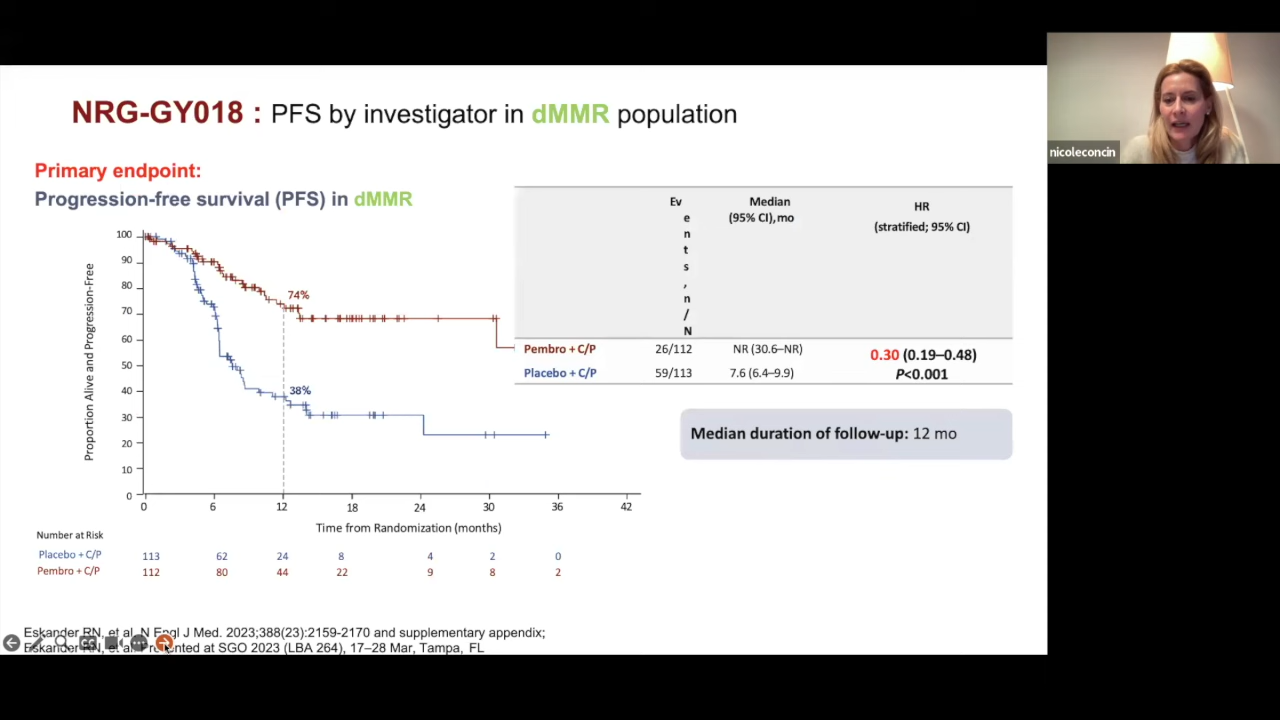 NRG-GY018 : PFS by investigator in dMMR population
nicoleconcin
Primary endpoint:
Progression-free survival (PFS) in dMMR
Events, n/N
Median
(95% CI), mo
HR
(stratified; 95% CI)
Pembro + C/P 26/112 NR (30.6–NR)
Placebo + C/P 59/113 7.6 (6.4–9.9)
0.30 (0.19–0.48)
P<0.001
Median duration of follow-up: 12 mo
Proportion Alive and Progression-Free
100
90
80
70
60
50
40
30
20
10
0
74%
38%
0 6 12 18 24 30 36 42
Time from Randomization (months)
Number at Risk
Placebo + C/P 113 62 24 8 4 2 0
Pembro + C/P 112 80 44 22 9 8 2
Eskander RN, et al. N Engl J Med. 2023;388(23):2159-2170 and supplementary appendix;
Eskander RN, et al. Presented at SGO 2023 (LBA 264), 17–28 Mar, Tampa, FL
CC